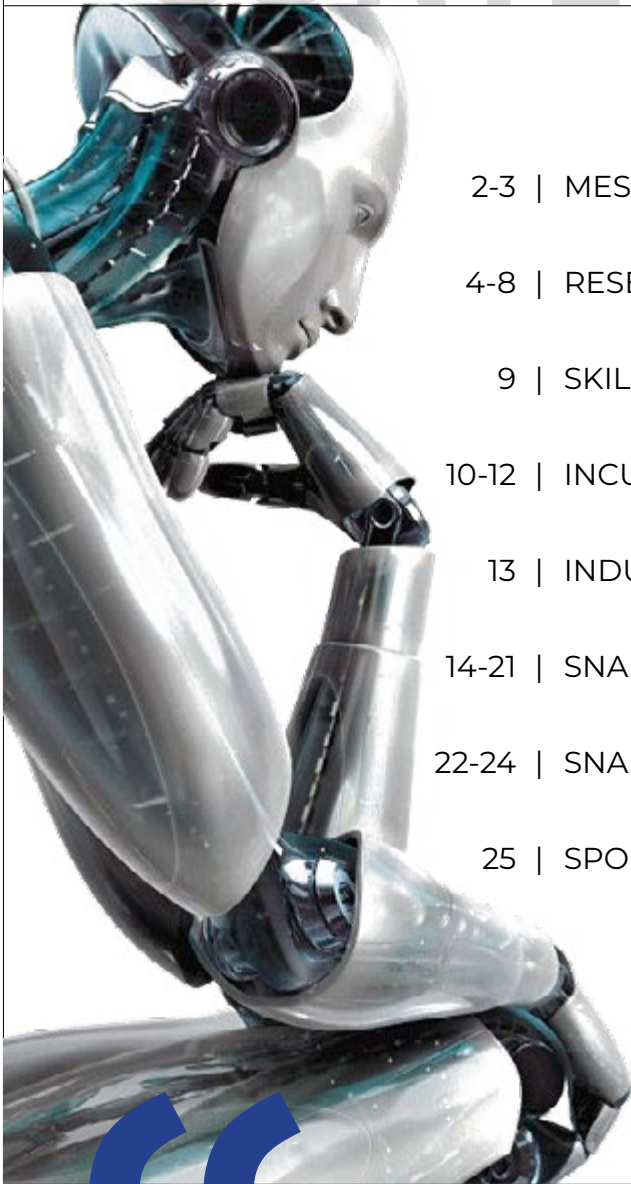 2-3 | MES
4-8 | RESE
9 | SKIL
10-12 | INCU
13 | INDU
14-21 | SNA
22-24 | SNA
25 | SPO